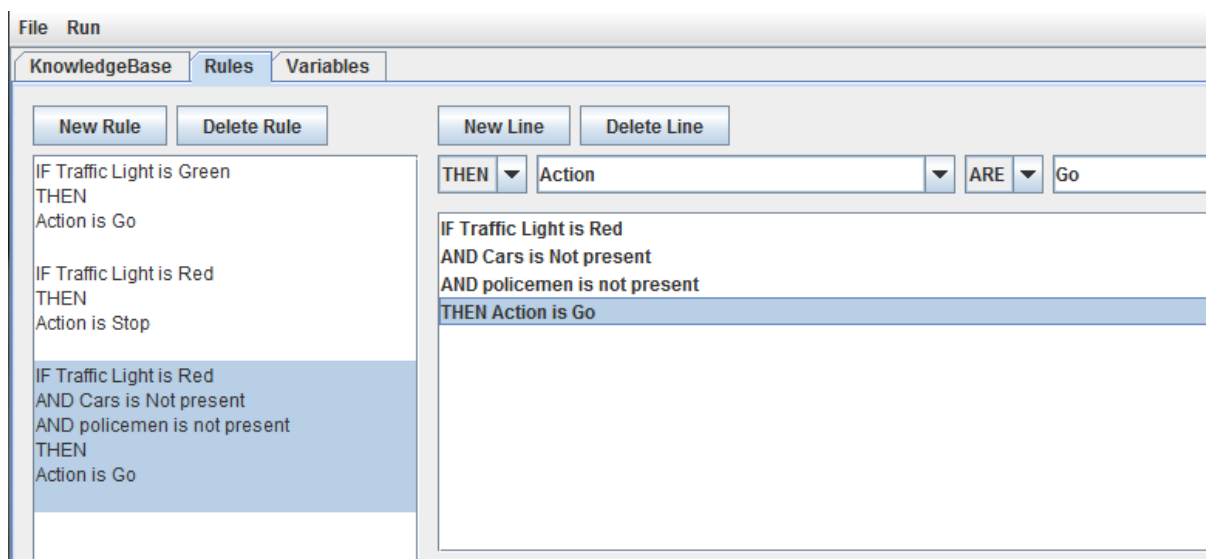 File Run
KnowledgeBase Rules Variables
New Rule Delete Rule New Line Delete Line
THEN Action ARE Go
IF Traffic Light is Green
THEN
Action is Go
IF Traffic Light is Red
THEN
Action is Stop
IF Traffic Light is Red
AND Cars is Not present
AND policemen is not present
THEN
Action is Go
IF Traffic Light is Red
AND Cars is Not present
AND policemen is not present
THEN Action is Go